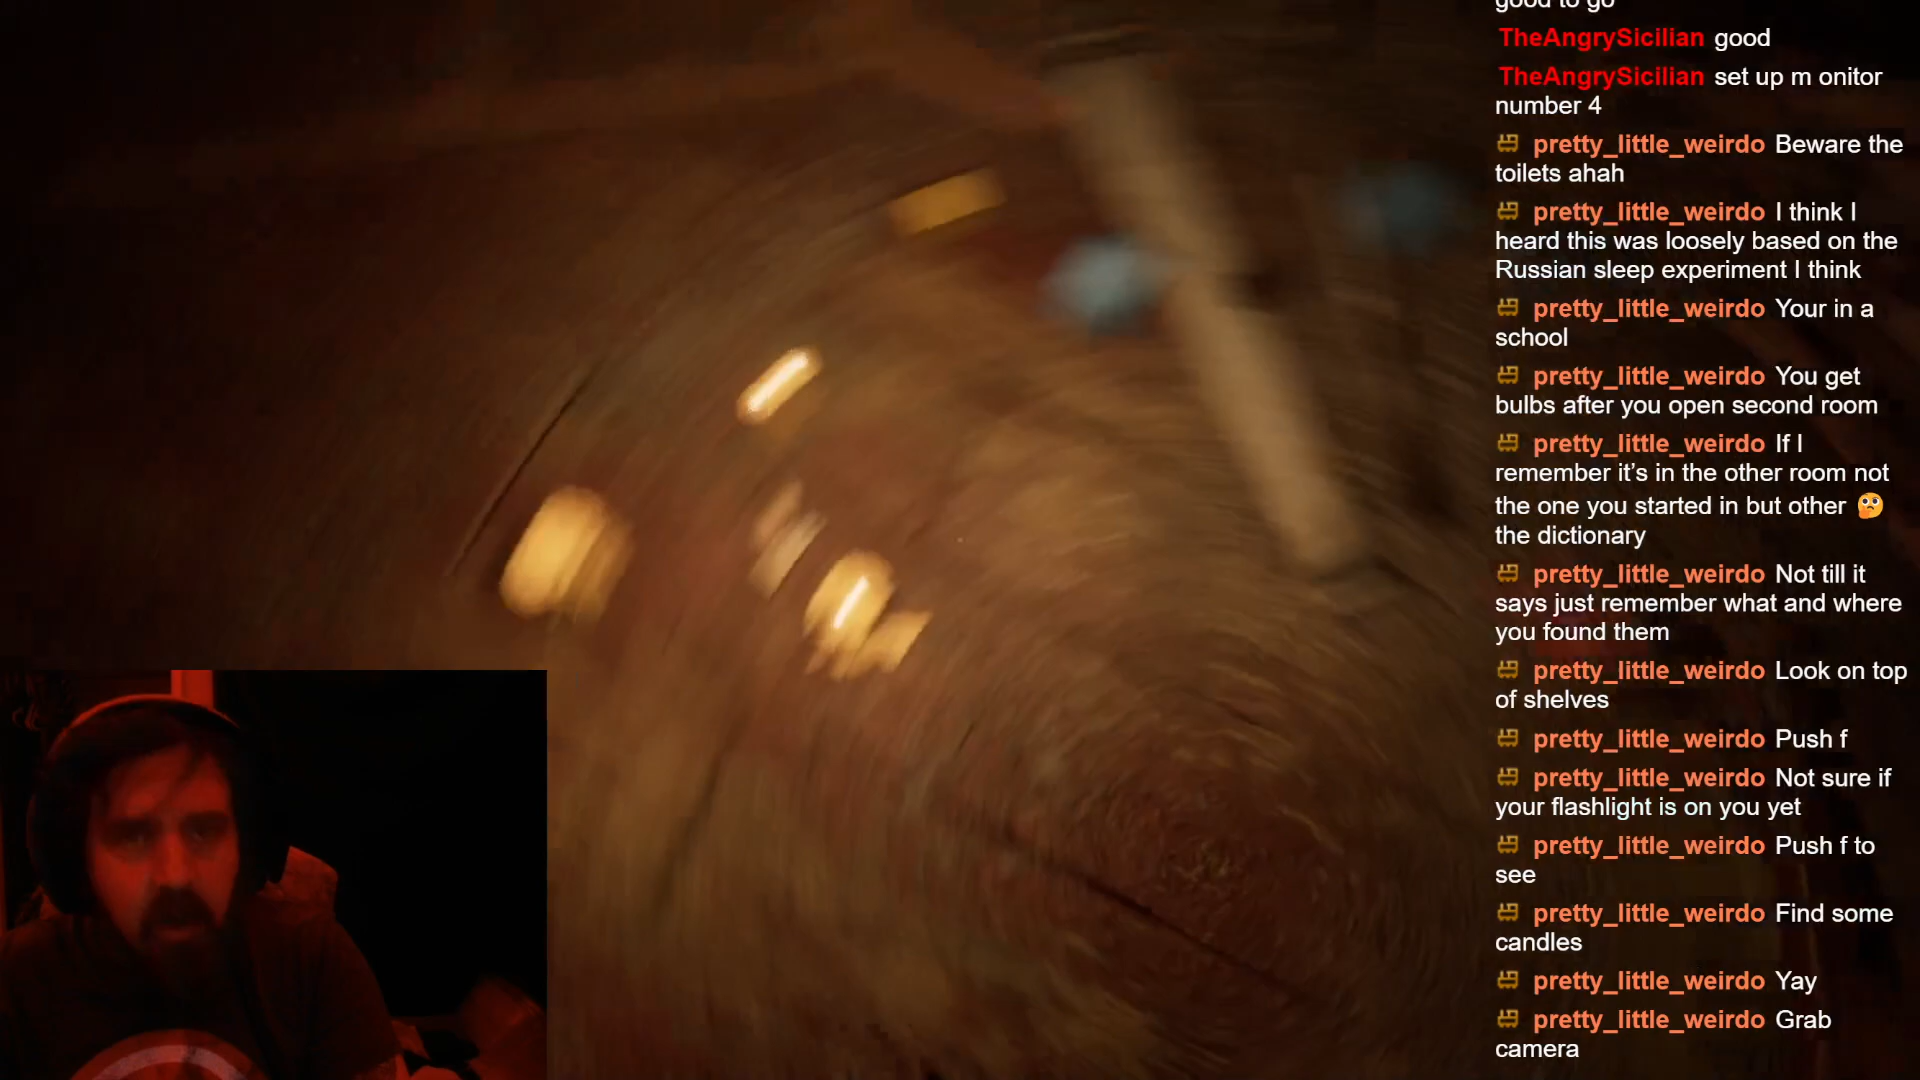 good to go
TheAngrySicilian good
TheAngrySicilian set up m onitor
number 4
pretty_little_weirdo Beware the
toilets ahah
pretty_little_weirdo I think I
heard this was loosely based on the
Russian sleep experiment I think
pretty_little_weirdo Your in a
school
pretty_little_weirdo You get
bulbs after you open second room
pretty_little_weirdo If I
remember it’s in the other room not
the one you started in but other 🤔
the dictionary
pretty_little_weirdo Not till it
says just remember what and where
you found them
pretty_little_weirdo Look on top
of shelves
pretty_little_weirdo Push f
pretty_little_weirdo Not sure if
your flashlight is on you yet
pretty_little_weirdo Push f to
see
pretty_little_weirdo Find some
candles
pretty_little_weirdo Yay
pretty_little_weirdo Grab
camera